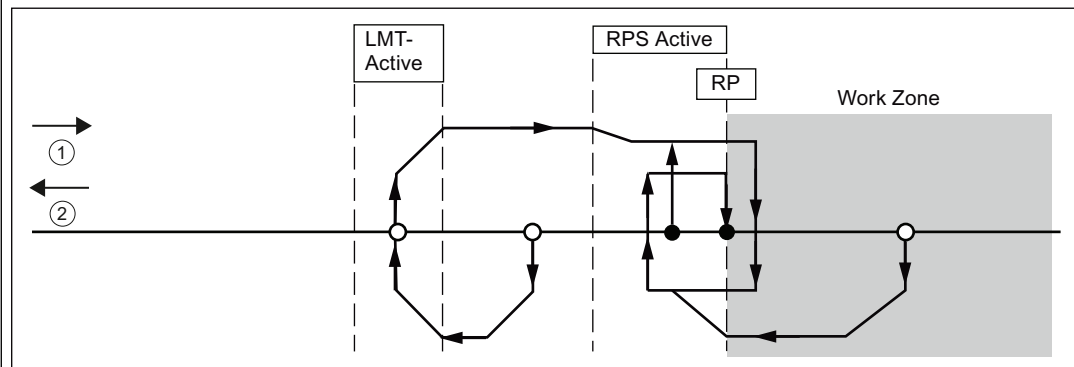 LMT-
Active
RPS Active
RP
Work Zone
1
2